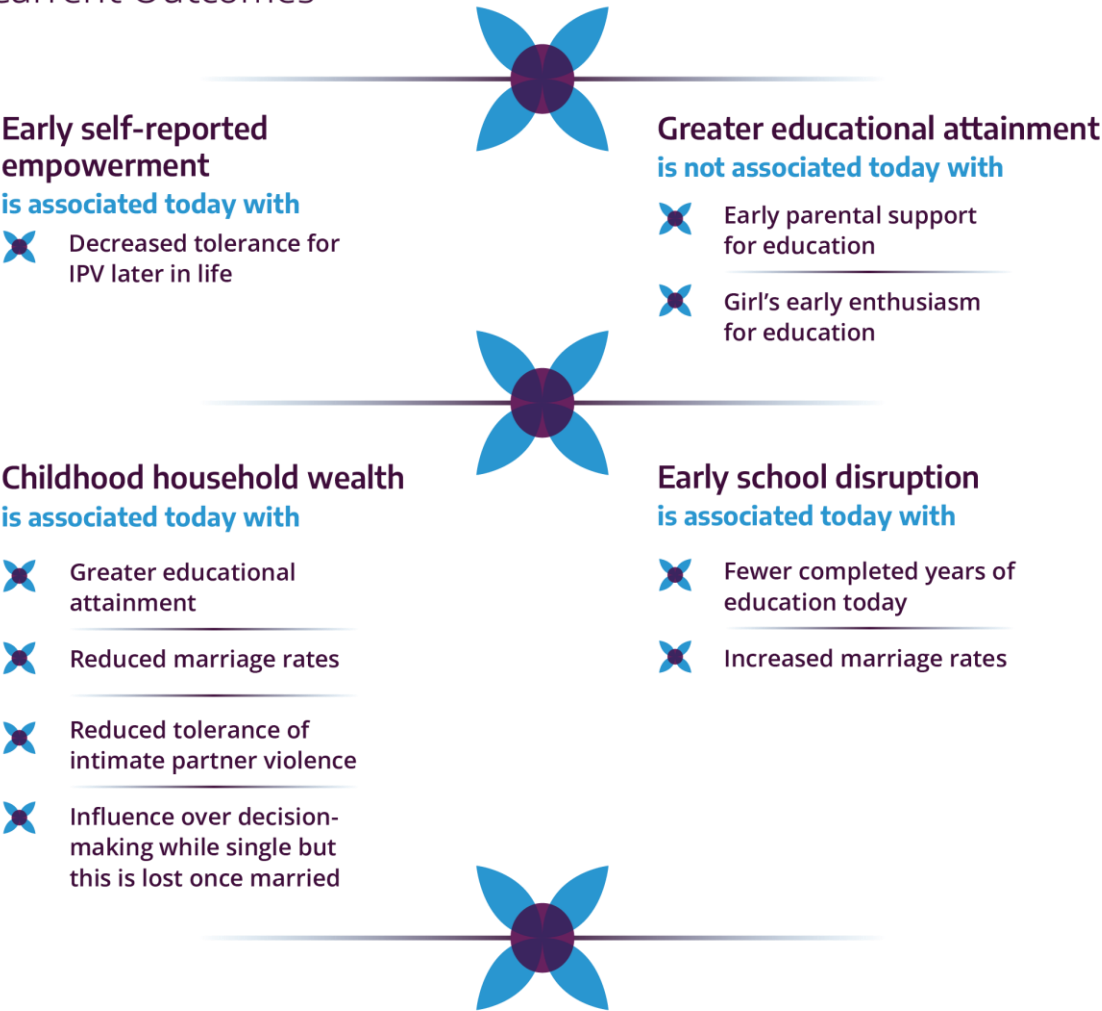 Current Outcomes
Early self-reported
empowerment
is associated today with
Decreased tolerance for
IPV later in life
Greater educational attainment
is not associated today with
Early parental support
for education
Girl’s early enthusiasm
for education
Childhood household wealth
is associated today with
Greater educational
attainment
Reduced marriage rates
Reduced tolerance of
intimate partner violence
Influence over decision-
making while single but
this is lost once married
Early school disruption
is associated today with
Fewer completed years of
education today
Increased marriage rates